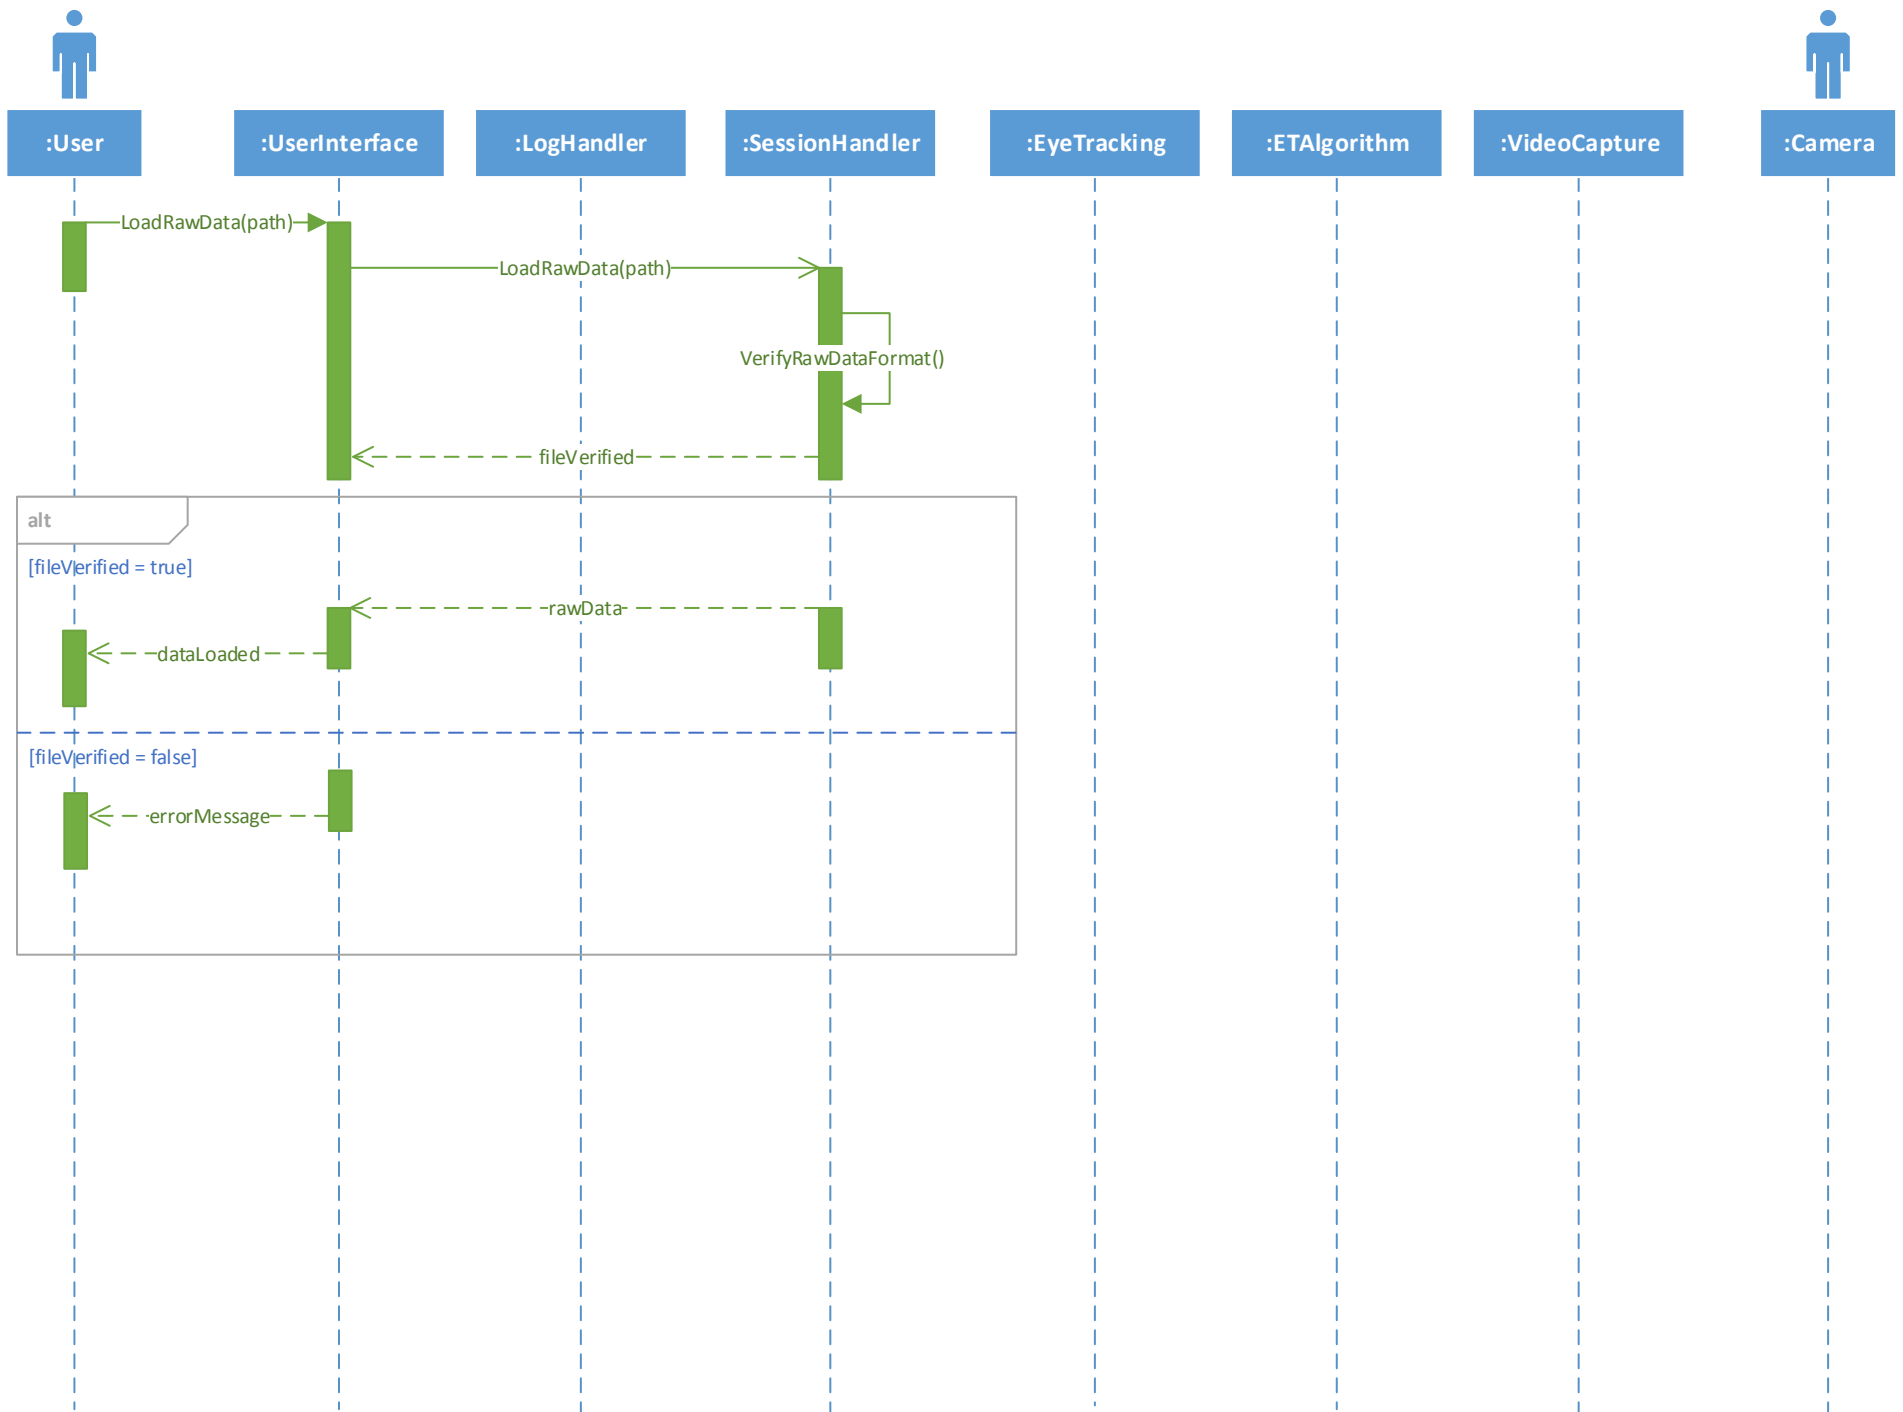 :User
:UserInterface
:LogHandler
:SessionHandler
:EyeTracking
:ETAlgorithm
:VideoCapture
:Camera
LoadRawData(path)
LoadRawData(path)
VerifyRawDataFormat()
fileVerified
alt
[fileVerified = true]
rawData
dataLoaded
[fileVerified = false]
errorMessage